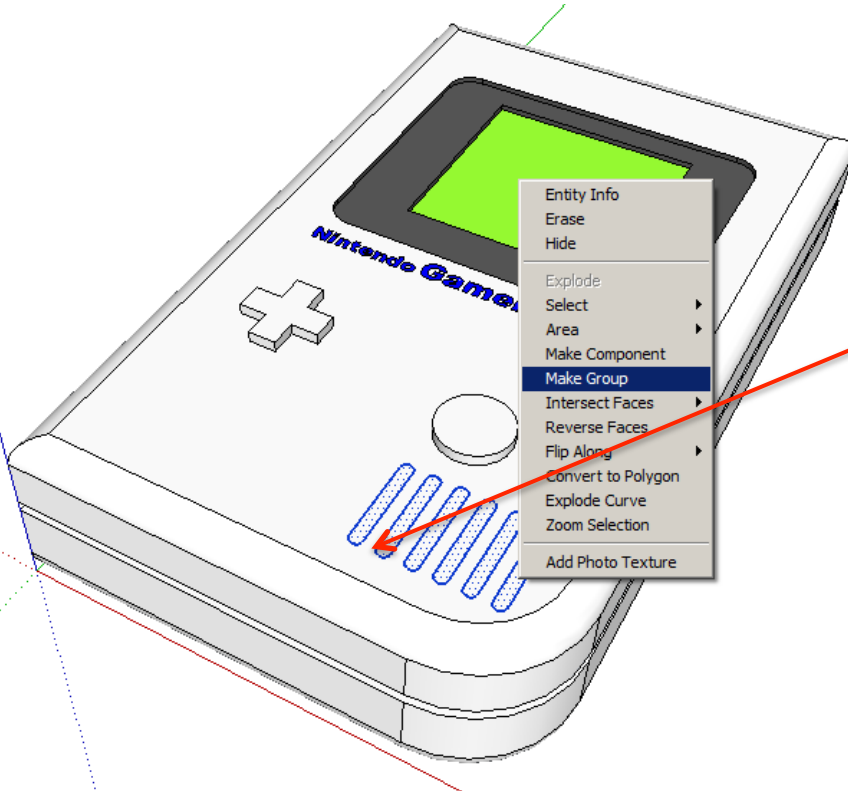 Nintendo Game
Entity Info
Erase
Hide
Explode
Select
Area
Make Component
Make Group
Intersect Faces
Reverse Faces
Flip Along
Convert to Polygon
Explode Curve
Zoom Selection
Add Photo Texture